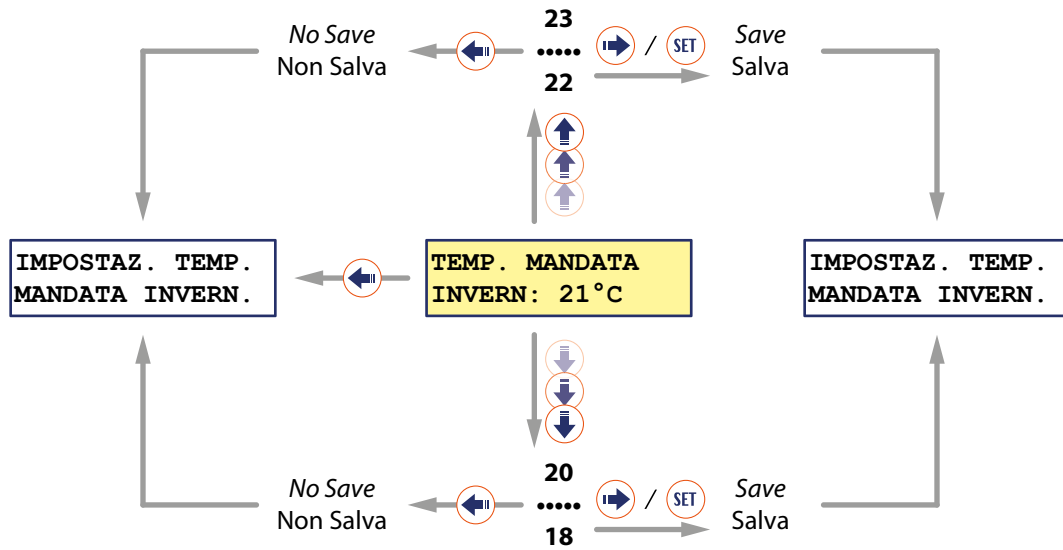 23
No Save
Non Salva
.....
/ SET
Save
Salva
22
IMPOSTAZ. TEMP.
MANDATA INVERN.
TEMP. MANDATA
INVERN: 21°C
IMPOSTAZ. TEMP.
MANDATA INVERN.
20
No Save
Non Salva
.....
/ SET
Save
Salva
18